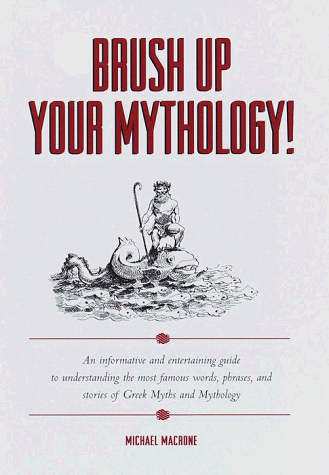 BRUSH UP
YOUR MYTHOLOGY!
An informative and entertaining guide
to understanding the most famous words, phrases, and
stories of Greek Myths and Mythology
MICHAEL MACRONE